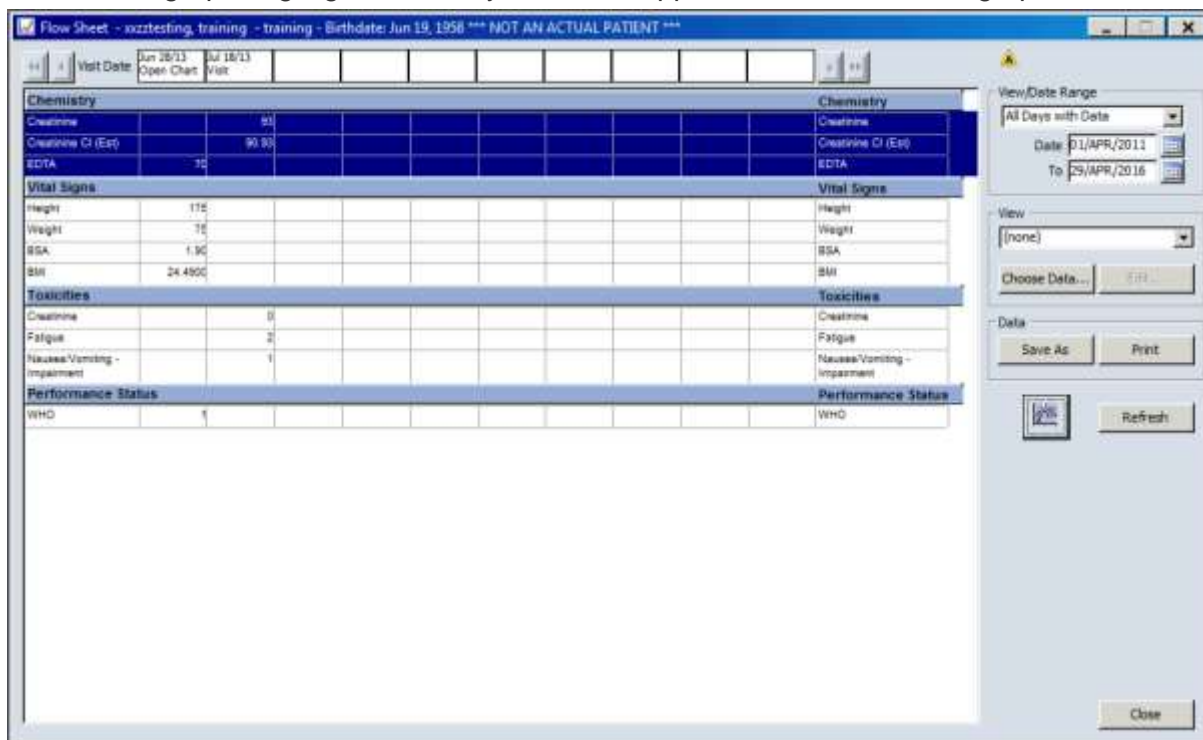 Flow Sheet - xxzztesting, training - training - Birthdate: Jun 19, 1958 *** NOT AN ACTUAL PATIENT ***
Visit Date Jun 28/13 Open Chart Jul 18/13 Visit
Chemistry Chemistry
Creatinine 93 Creatinine
Creatinine Cl (Est) 90.93 Creatinine Cl (Est)
EDTA 70 EDTA
Vital Signs Vital Signs
Height 175 Height
Weight 75 Weight
BSA 1.90 BSA
BMI 24.4900 BMI
Toxicities Toxicities
Creatinine 0 Creatinine
Fatigue 2 Fatigue
Nausea/Vomiting - Impairment 1 Nausea/Vomiting - Impairment
Performance Status Performance Status
WHO 1 WHO
View/Date Range
All Days with Data
Date 01/APR/2011
To 29/APR/2016
View
(none)
Choose Data... Edit...
Data
Save As Print
Refresh
Close